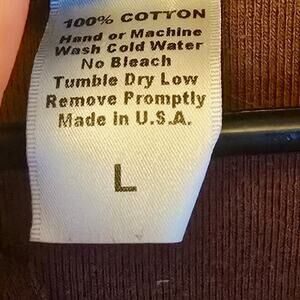 100% COTTON
Hand or Machine
Wash Cold Water
No Bleach
Tumble Dry Low
Remove Promptly
Made in U.S.A.
L